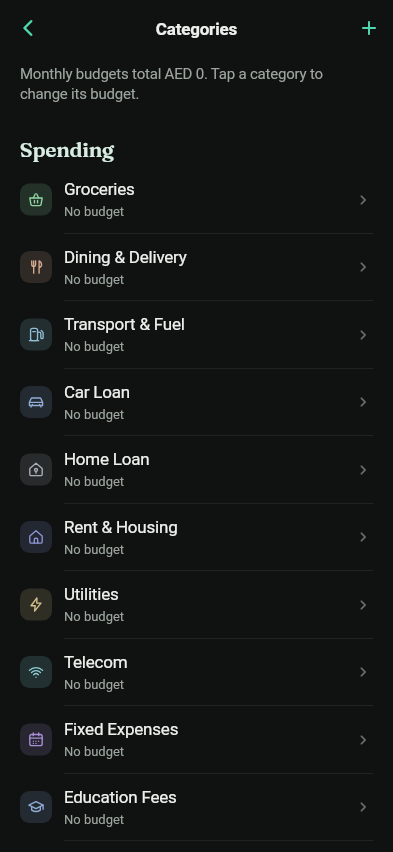 Categories
Monthly budgets total AED 0. Tap a category to
change its budget.
Spending
Groceries
No budget
Dining & Delivery
No budget
Transport & Fuel
No budget
Car Loan
No budget
Home Loan
No budget
Rent & Housing
No budget
Utilities
No budget
Telecom
No budget
Fixed Expenses
No budget
Education Fees
No budget